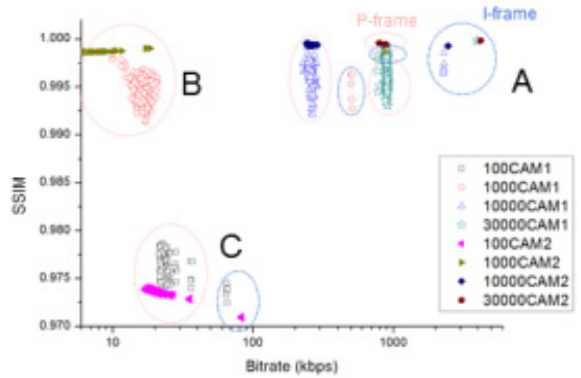 P-frame
I-frame
1.000
0.995
0.990
0.985
0.980
0.975
0.970
SSIM
A
B
C
100CAM1
1000CAM1
10000CAM1
30000CAM1
100CAM2
1000CAM2
10000CAM2
30000CAM2
10
100
1000
Bitrate (kbps)